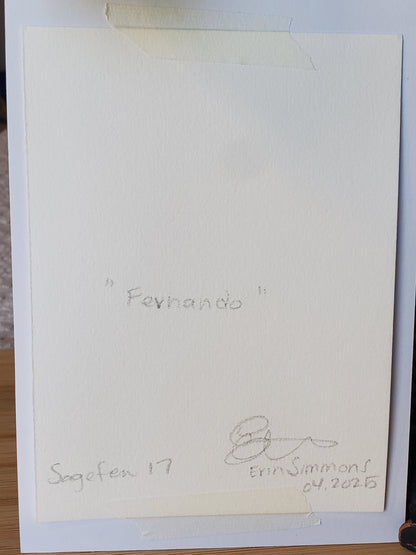 "Fernando"
Sagefen 17
Erin Simmons
04.2025